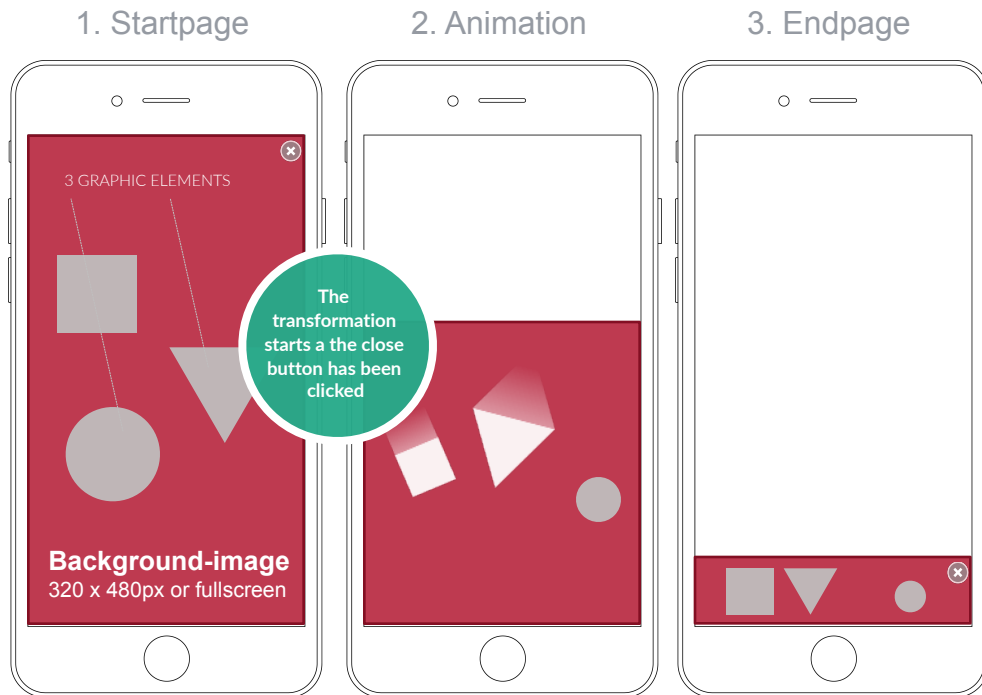 1. Startpage
2. Animation
3. Endpage
3 GRAPHIC ELEMENTS
The
transformation
starts a the close
button has been
clicked
Background-image
320 x 480px or fullscreen